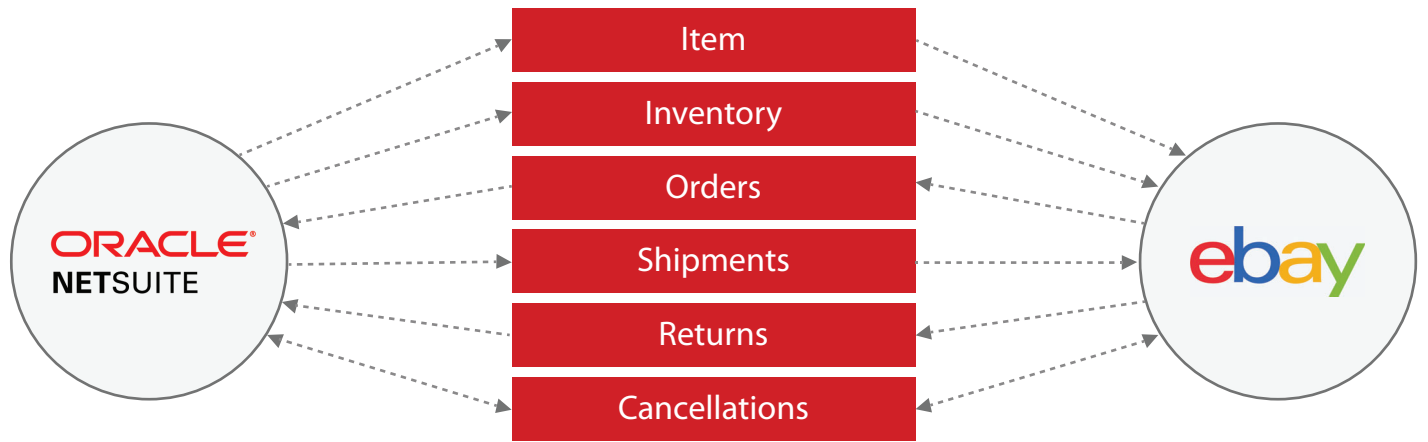 Item
Inventory
Orders
Shipments
Returns
Cancellations
ORACLE®
NETSUITE
ebay